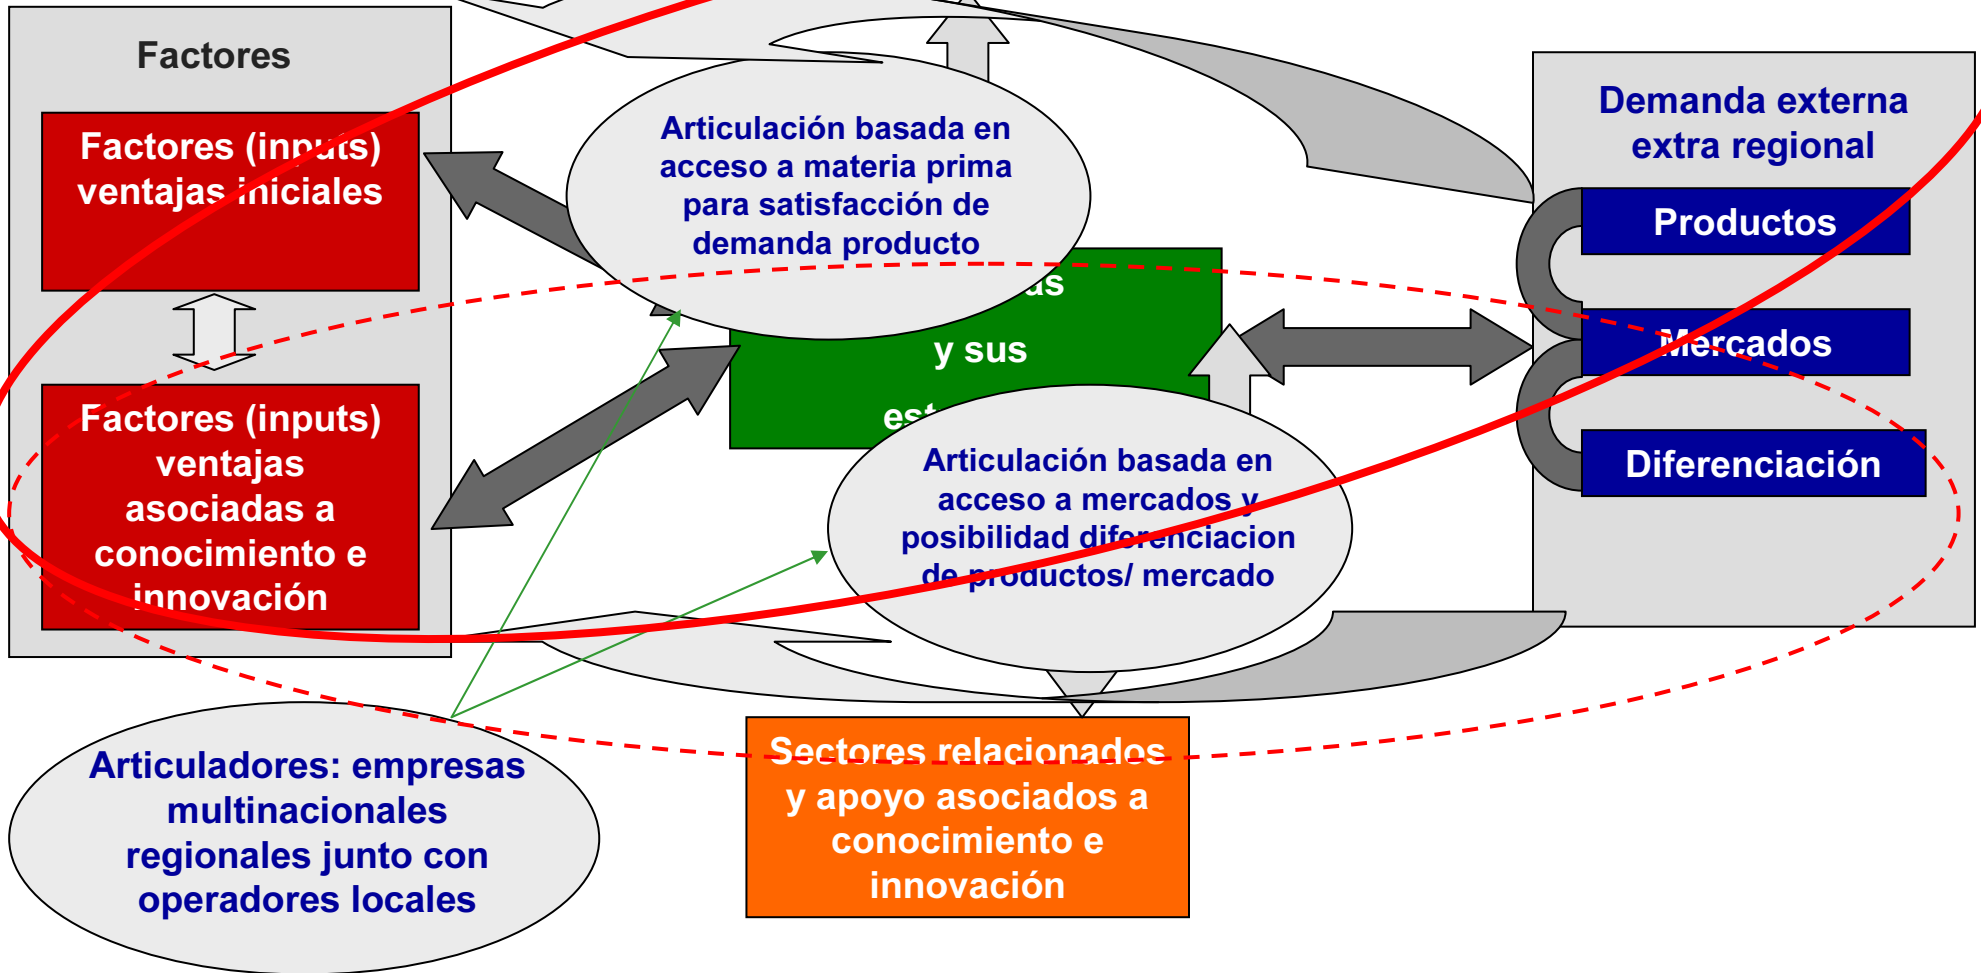 Factores
Factores (inputs)
ventajas iniciales
Factores (inputs)
ventajas
asociadas a
conocimiento e
innovación
Articulación basada en
acceso a materia prima
para satisfacción de
demanda producto
y sus
Articulación basada en
acceso a mercados y
posibilidad diferenciacion
de productos/ mercado
Demanda externa
extra regional
Productos
Mercados
Diferenciación
Articuladores: empresas
multinacionales
regionales junto con
operadores locales
Sectores relacionados
y apoyo asociados a
conocimiento e
innovación